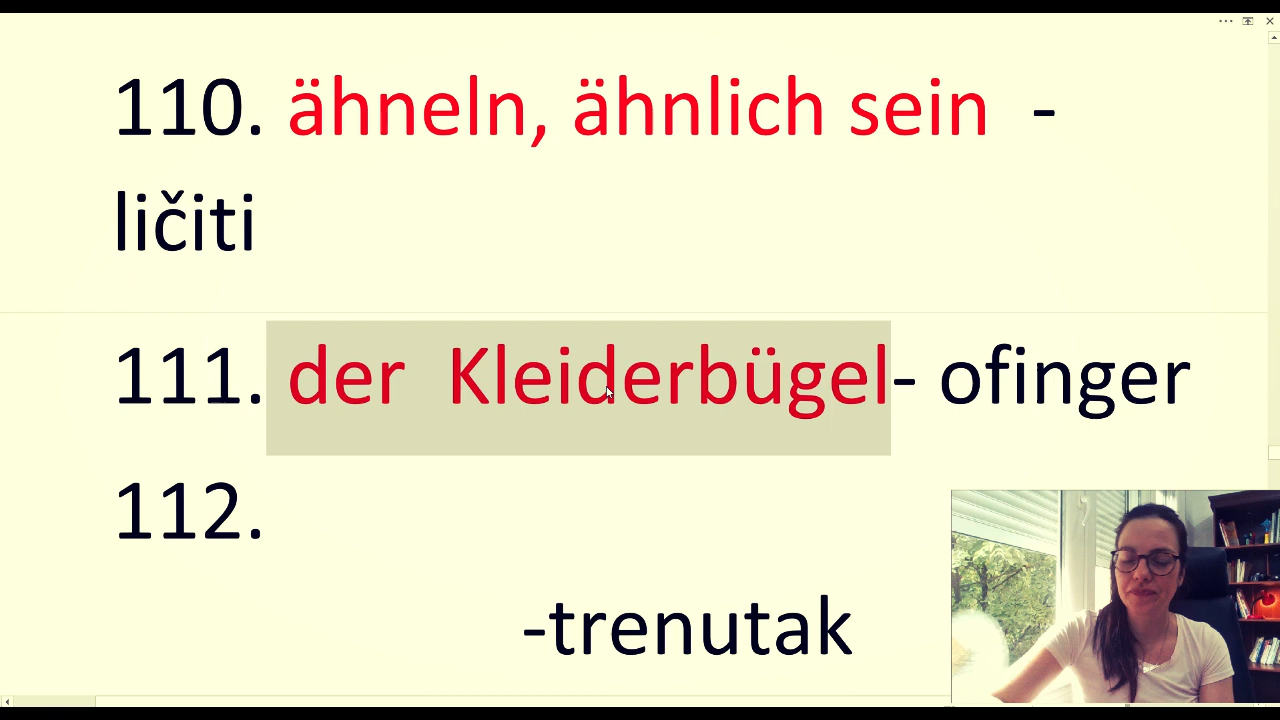 110. ähneln, ähnlich sein -
ličiti
111. der Kleiderbügel- ofinger
112.
-trenutak